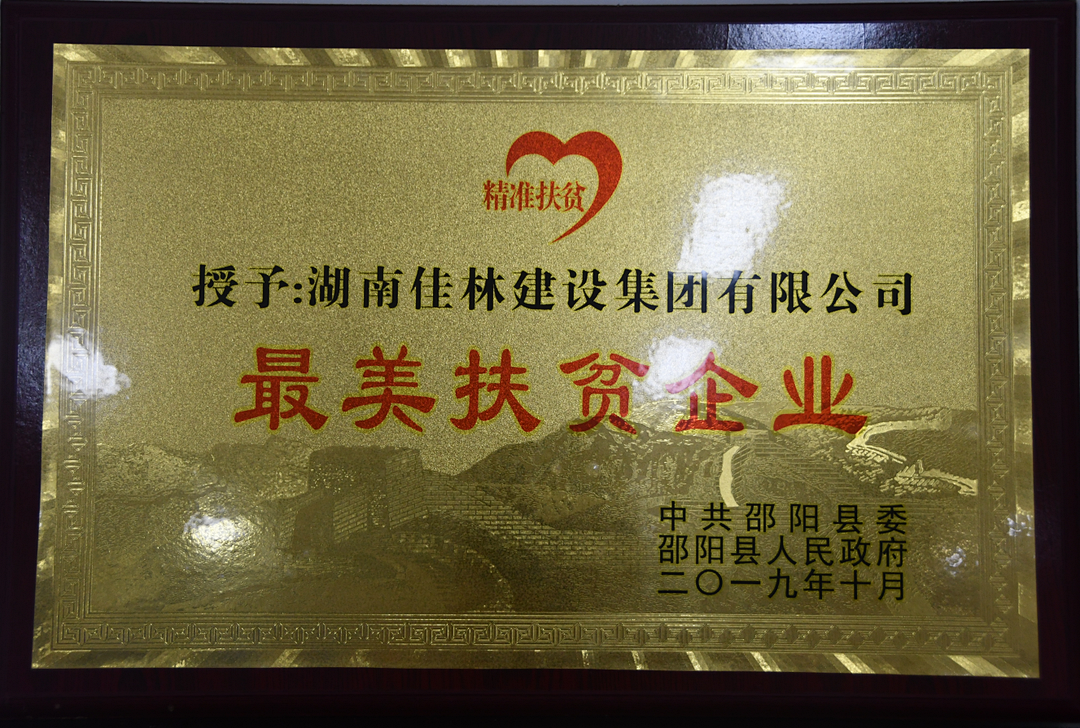 精准扶贫
授予:湖南佳林建设集团有限公司
最美扶贫企业
中共邵阳县委
邵阳县人民政府
二〇一九年十月